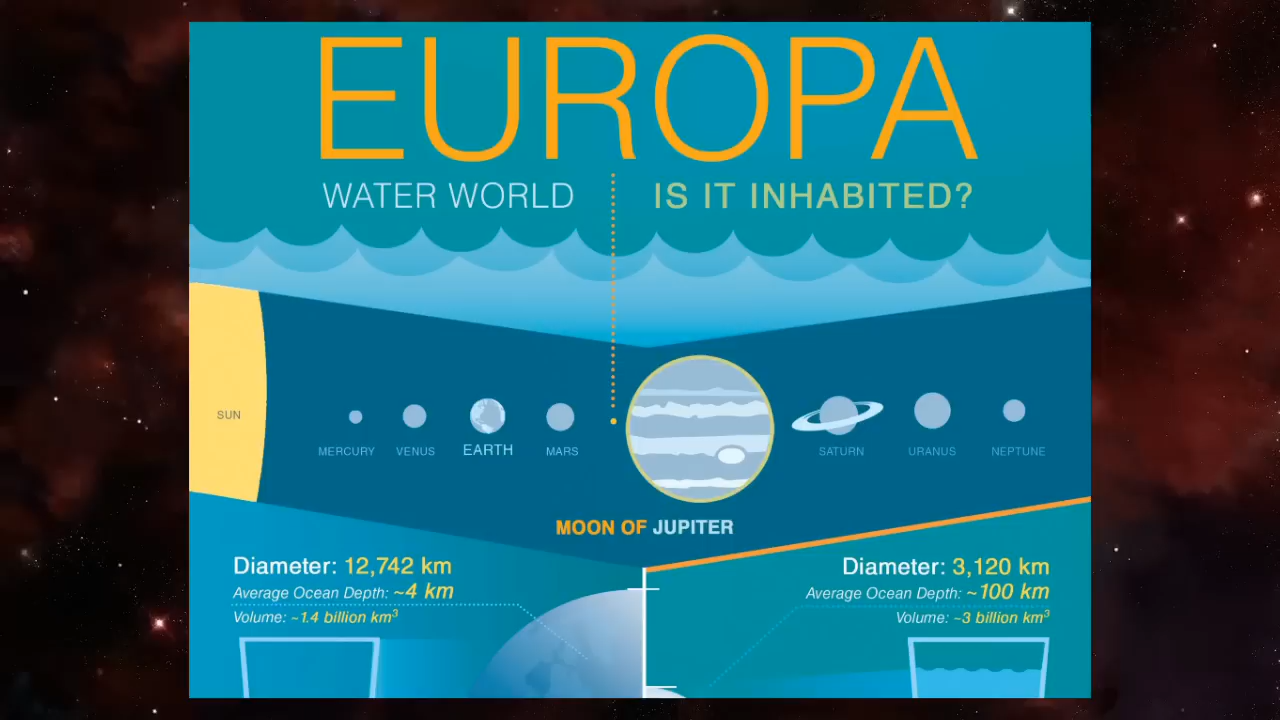 EUROPA
WATER WORLD
IS IT INHABITED?
SUN
MERCURY
VENUS
EARTH
MARS
SATURN
URANUS
NEPTUNE
MOON OF JUPITER
Diameter: 12,742 km
Average Ocean Depth: ~4 km
Volume: ~1.4 billion km³
Diameter: 3,120 km
Average Ocean Depth: ~100 km
Volume: ~3 billion km³